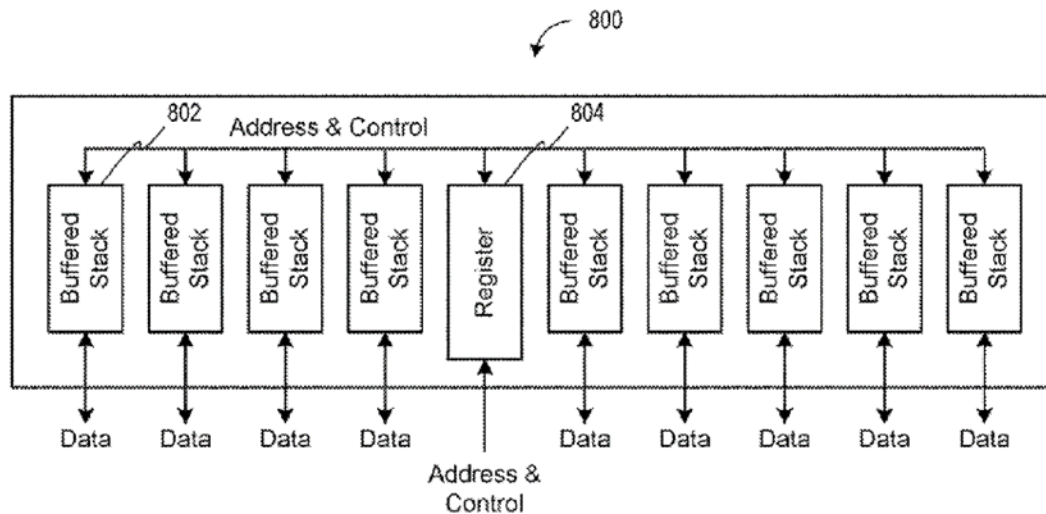 800
802
804
Address & Control
Buffered
Stack
Buffered
Stack
Buffered
Stack
Buffered
Stack
Register
Buffered
Stack
Buffered
Stack
Buffered
Stack
Buffered
Stack
Buffered
Stack
Data
Data
Data
Data
Data
Data
Data
Data
Data
Address &
Control